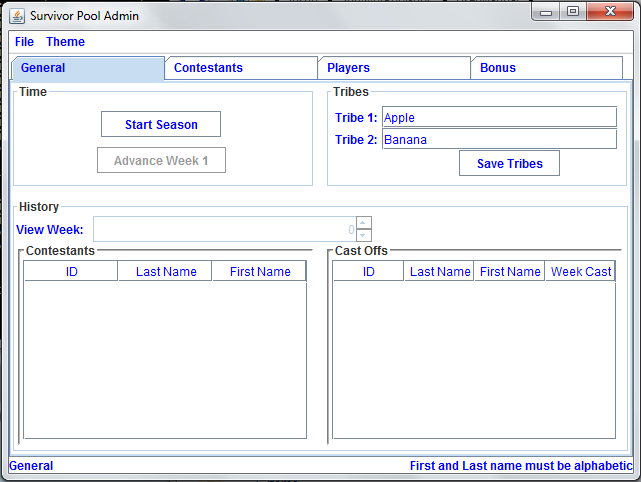 Survivor Pool Admin
File Theme
General Contestants Players Bonus
Time
Start Season
Advance Week 1
Tribes
Tribe 1: Apple
Tribe 2: Banana
Save Tribes
History
View Week: 0
Contestants
ID Last Name First Name
Cast Offs
ID Last Name First Name Week Cast
General First and Last name must be alphabetic